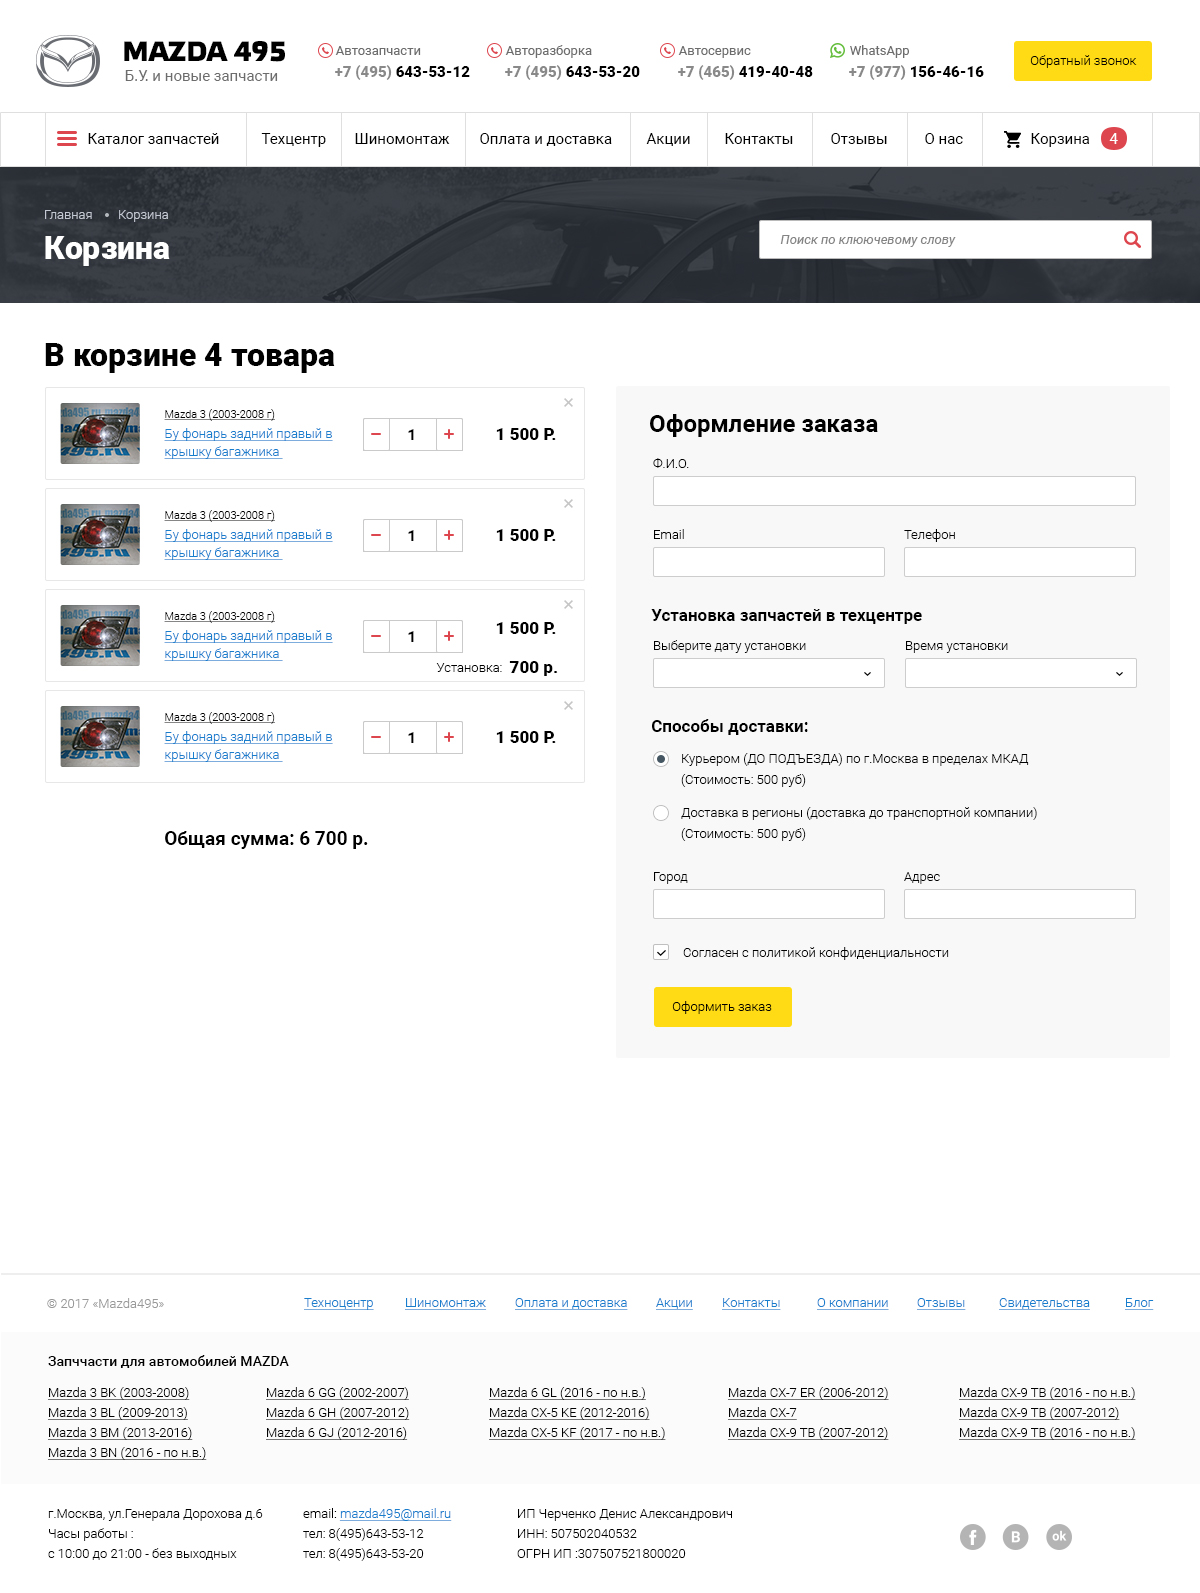 MAZDA 495
Б.У. и новые запчасти
Автозапчасти
+7 (495) 643-53-12
Авторазборка
+7 (495) 643-53-20
Автосервис
+7 (465) 419-40-48
WhatsApp
+7 (977) 156-46-16
Обратный звонок
Каталог запчастей
Техцентр
Шиномонтаж
Оплата и доставка
Акции
Контакты
Отзывы
О нас
Корзина 4
Главная • Корзина
Корзина
Поиск по клюючевому слову
В корзине 4 товара
Mazda 3 (2003-2008 г)
Бу фонарь задний правый в
крышку багажника
1
1 500 Р.
Mazda 3 (2003-2008 г)
Бу фонарь задний правый в
крышку багажника
1
1 500 Р.
Mazda 3 (2003-2008 г)
Бу фонарь задний правый в
крышку багажника
1
1 500 Р.
Установка: 700 р.
Mazda 3 (2003-2008 г)
Бу фонарь задний правый в
крышку багажника
1
1 500 Р.
Общая сумма: 6 700 р.
Оформление заказа
Ф.И.О.
Email
Телефон
Установка запчастей в техцентре
Выберите дату установки
Время установки
Способы доставки:
Курьером (ДО ПОДЪЕЗДА) по г.Москва в пределах МКАД
(Стоимость: 500 руб)
Доставка в регионы (доставка до транспортной компании)
(Стоимость: 500 руб)
Город
Адрес
Согласен с политикой конфиденциальности
Оформить заказ
© 2017 «Mazda495»
Техноцентр
Шиномонтаж
Оплата и доставка
Акции
Контакты
О компании
Отзывы
Свидетельства
Блог
Запччасти для автомобилей MAZDA
Mazda 3 BK (2003-2008)
Mazda 3 BL (2009-2013)
Mazda 3 BM (2013-2016)
Mazda 3 BN (2016 - по н.в.)
Mazda 6 GG (2002-2007)
Mazda 6 GH (2007-2012)
Mazda 6 GJ (2012-2016)
Mazda 6 GL (2016 - по н.в.)
Mazda CX-5 KE (2012-2016)
Mazda CX-5 KF (2017 - по н.в.)
Mazda CX-7 ER (2006-2012)
Mazda CX-7
Mazda CX-9 TB (2007-2012)
Mazda CX-9 TB (2016 - по н.в.)
Mazda CX-9 TB (2007-2012)
Mazda CX-9 TB (2016 - по н.в.)
г.Москва, ул.Генерала Дорохова д.6
Часы работы :
с 10:00 до 21:00 - без выходных
email: mazda495@mail.ru
тел: 8(495)643-53-12
тел: 8(495)643-53-20
ИП Черченко Денис Александрович
ИНН: 507502040532
ОГРН ИП :307507521800020
f
B
ok